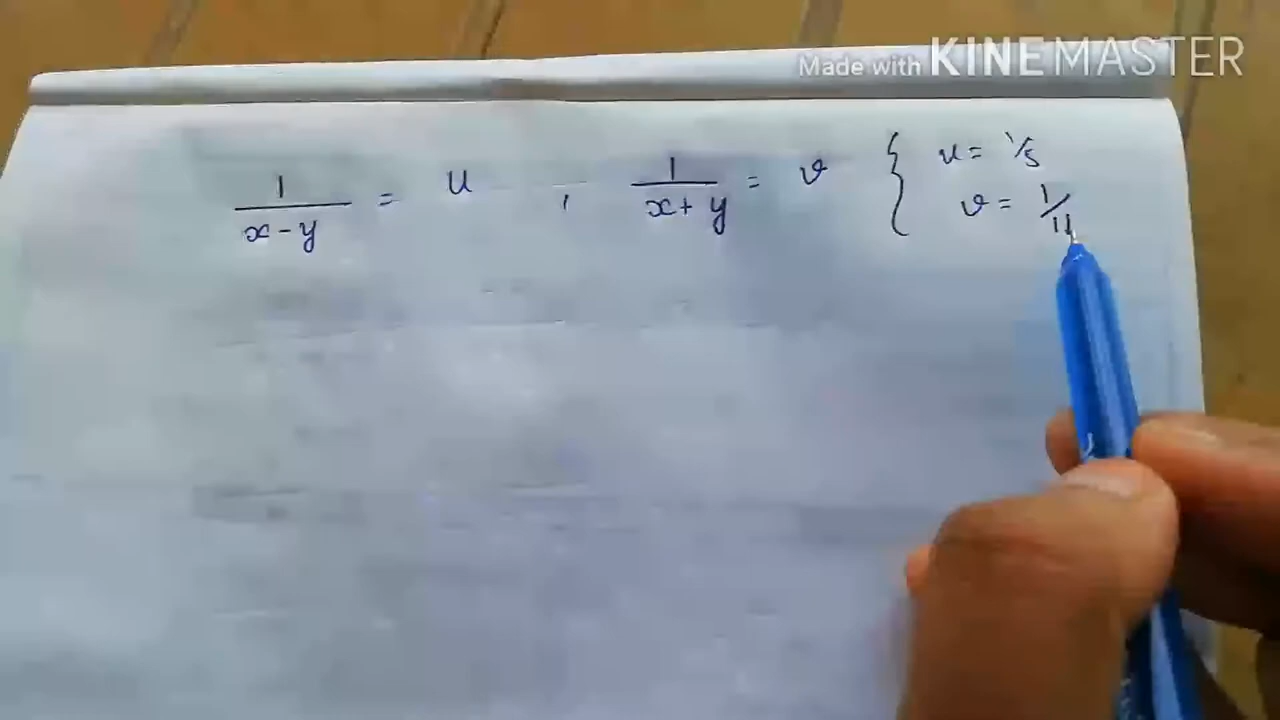 Made with KINEMASTER
1/(x-y) = u , 1/(x+y) = v { u = 1/5
v = 1/11